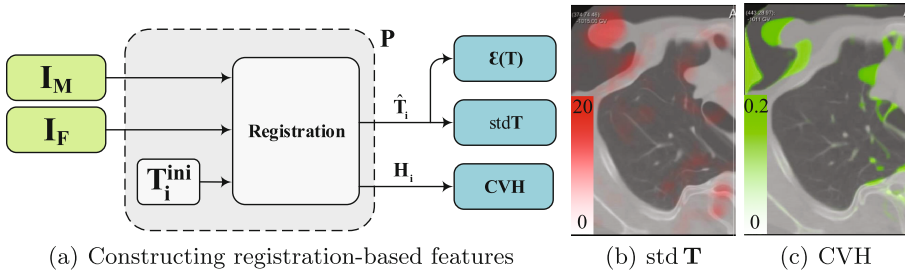 P
I_M
I_F
T_i^ini
Registration
T̂_i
H_i
Ɛ(T)
stdT
CVH
20
0
A
0.2
0
A
(a) Constructing registration-based features
(b) std T
(c) CVH